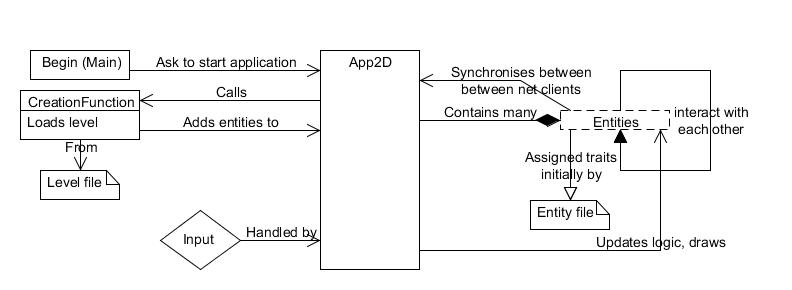 Begin (Main)
Ask to start application
App2D
Synchronises between
between net clients
Calls
CreationFunction
Loads level
Adds entities to
Contains many
Entities
interact with
each other
From
Level file
Assigned traits
initially by
Entity file
Input
Handled by
Updates logic, draws